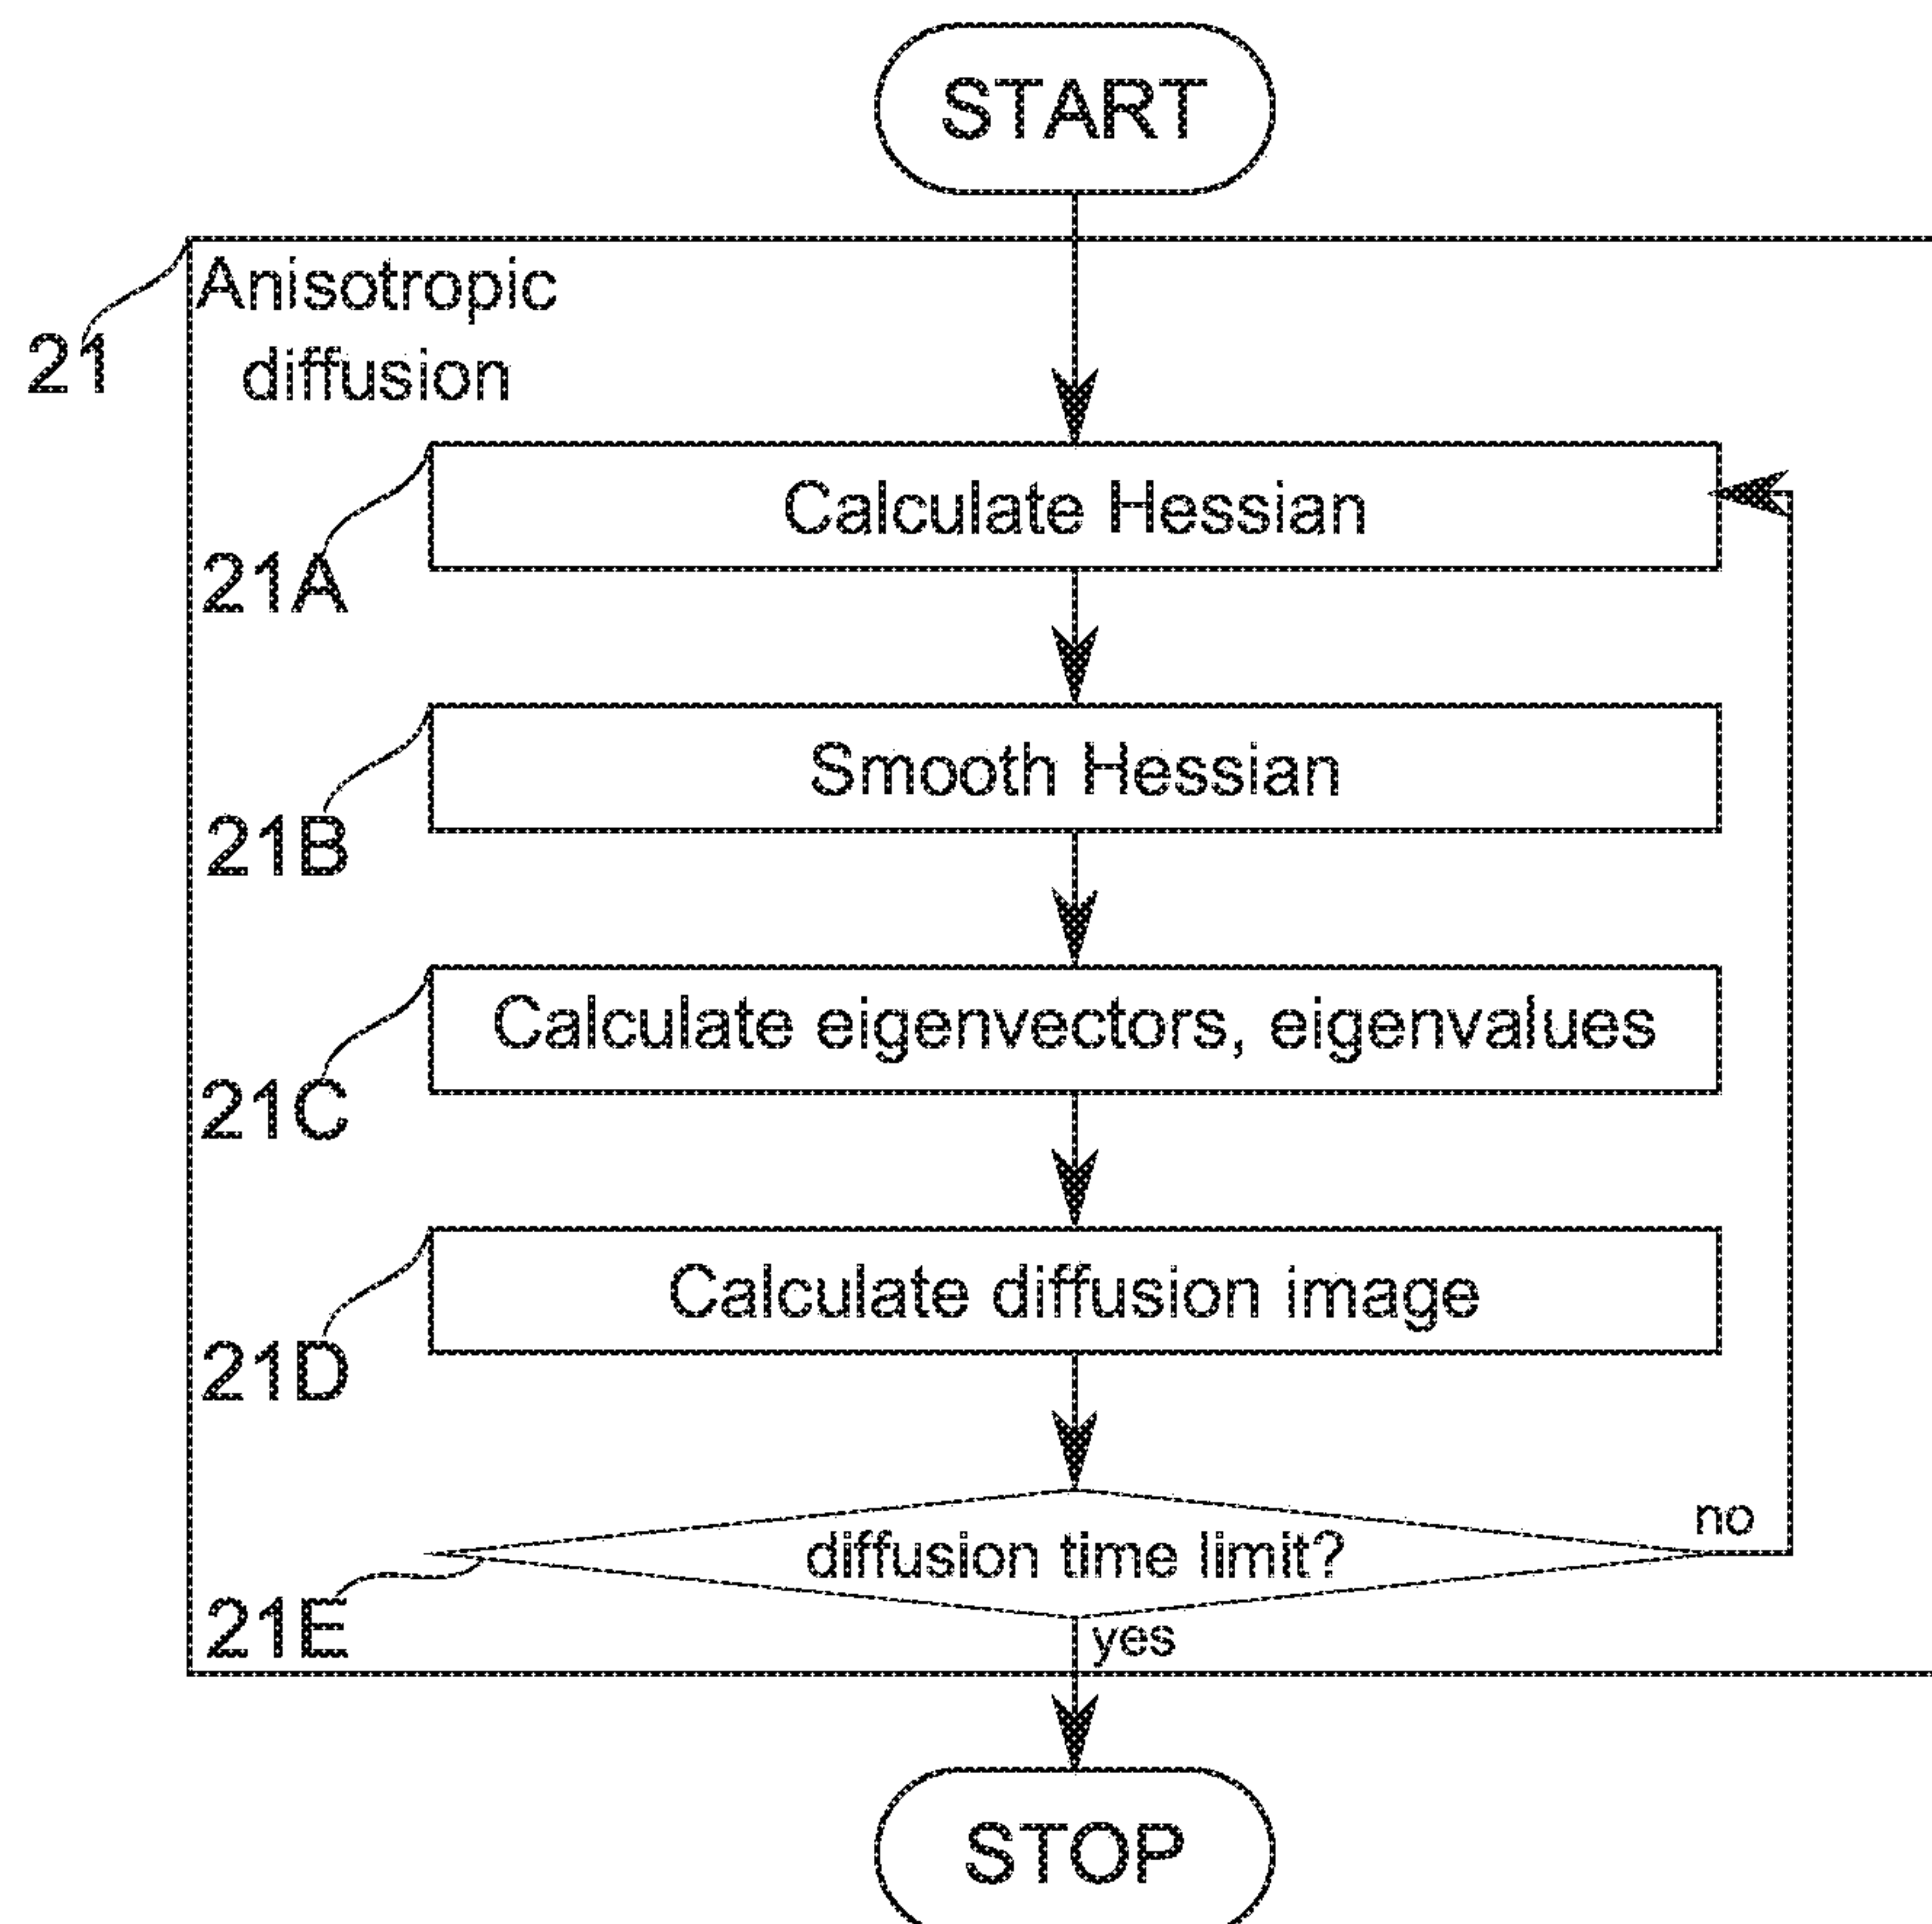 START
Anisotropic
diffusion
21
Calculate Hessian
21A
Smooth Hessian
21B
Calculate eigenvectors, eigenvalues
21C
Calculate diffusion image
21D
no
diffusion time limit?
21E
yes
STOP